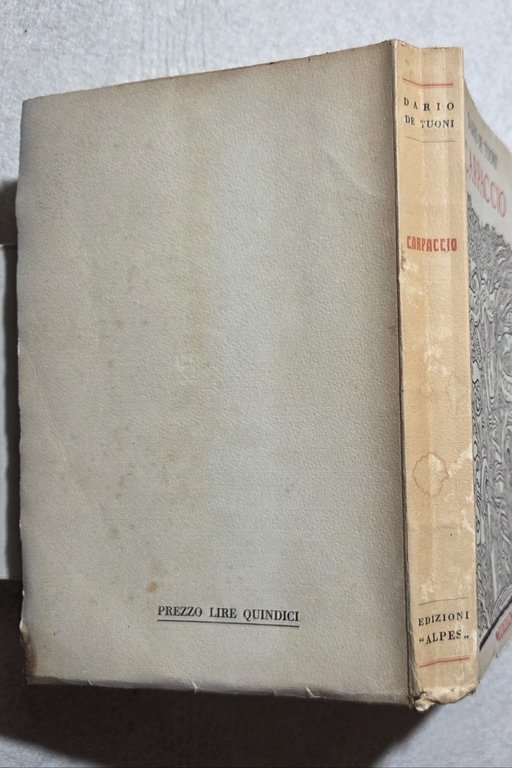 DARIO
DE TUONI
CARPACCIO
EDIZIONI
"ALPES„
PREZZO LIRE QUINDICI